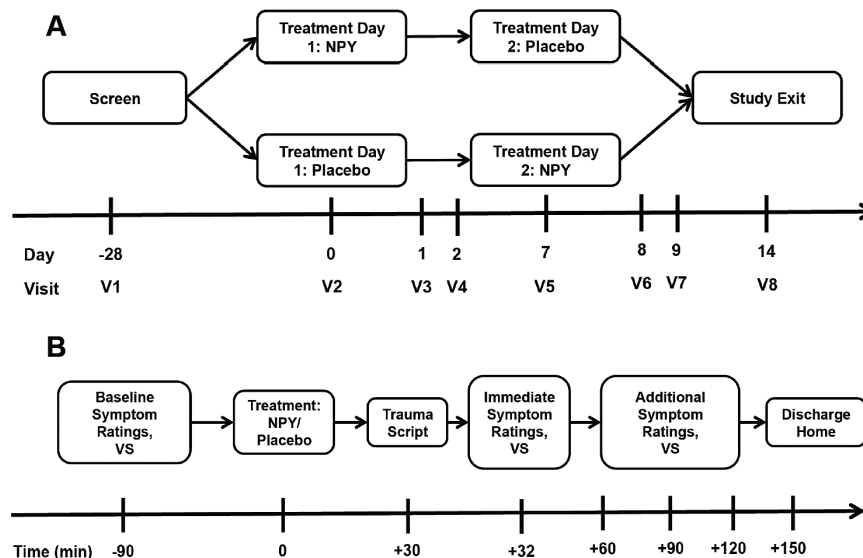 A
Treatment Day
1: NPY
Treatment Day
2: Placebo
Screen
Study Exit
Treatment Day
1: Placebo
Treatment Day
2: NPY
Day -28 0 1 2 7 8 9 14
Visit V1 V2 V3 V4 V5 V6 V7 V8
B
Baseline
Symptom
Ratings,
VS
Treatment:
NPY/
Placebo
Trauma
Script
Immediate
Symptom
Ratings,
VS
Additional
Symptom
Ratings,
VS
Discharge
Home
Time (min) -90 0 +30 +32 +60 +90 +120 +150